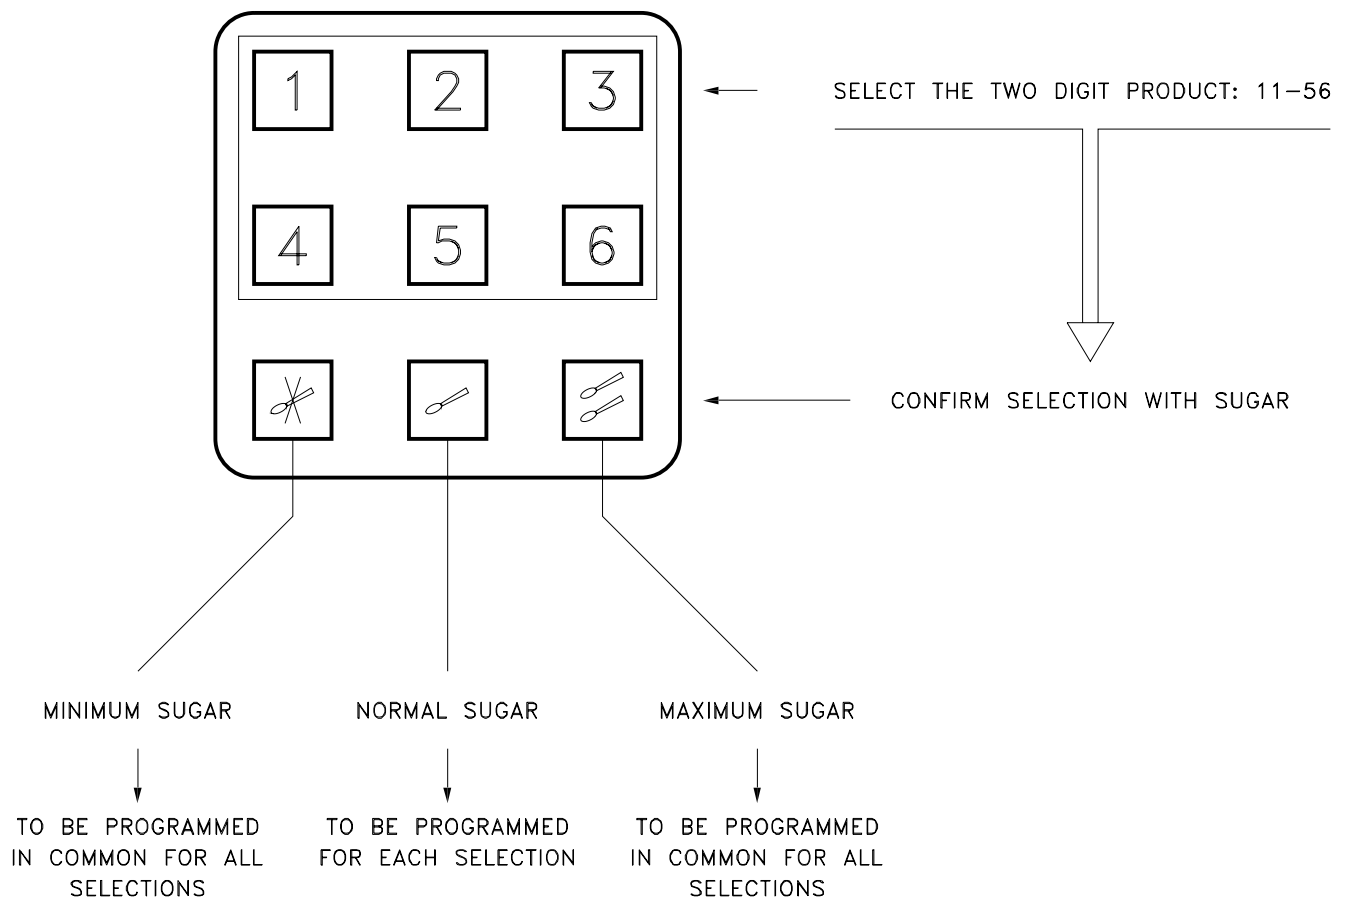 1 2 3
SELECT THE TWO DIGIT PRODUCT: 11-56
4 5 6
CONFIRM SELECTION WITH SUGAR
MINIMUM SUGAR
TO BE PROGRAMMED
IN COMMON FOR ALL
SELECTIONS
NORMAL SUGAR
TO BE PROGRAMMED
FOR EACH SELECTION
MAXIMUM SUGAR
TO BE PROGRAMMED
IN COMMON FOR ALL
SELECTIONS